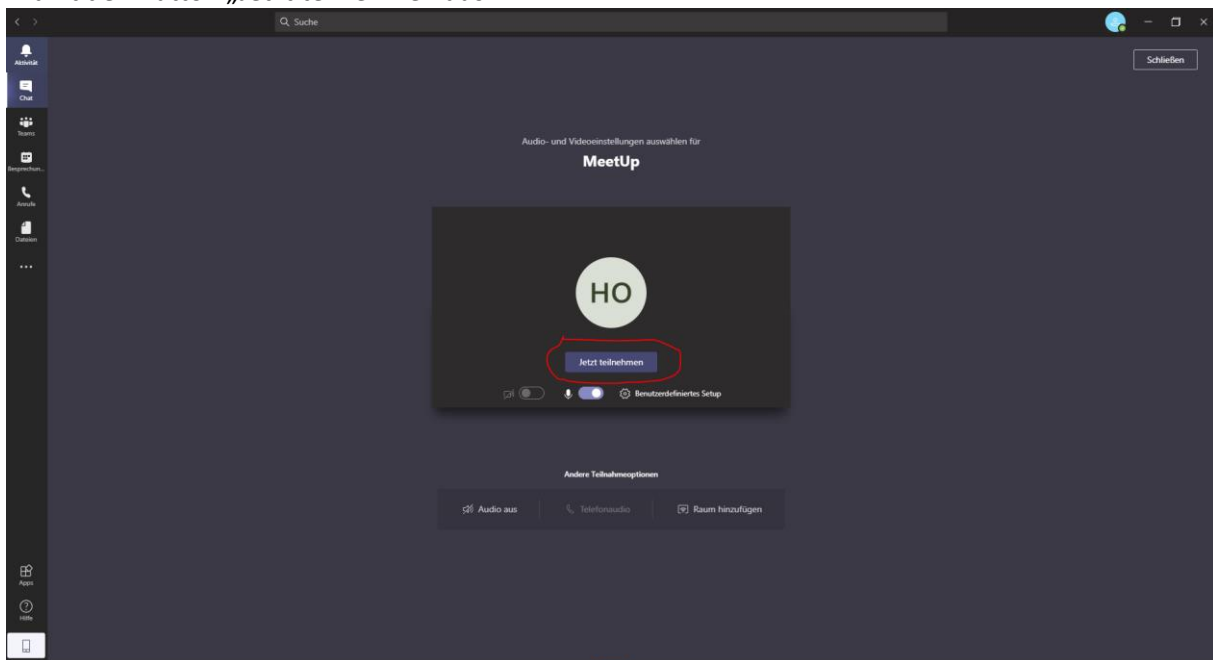 Suche
Aktivität
Chat
Teams
Besprechun...
Anrufe
Dateien
Apps
Hilfe
Schließen
Audio- und Videoeinstellungen auswählen für
MeetUp
HO
Jetzt teilnehmen
Benutzerdefiniertes Setup
Andere Teilnahmeoptionen
Audio aus
Telefonaudio
Raum hinzufügen